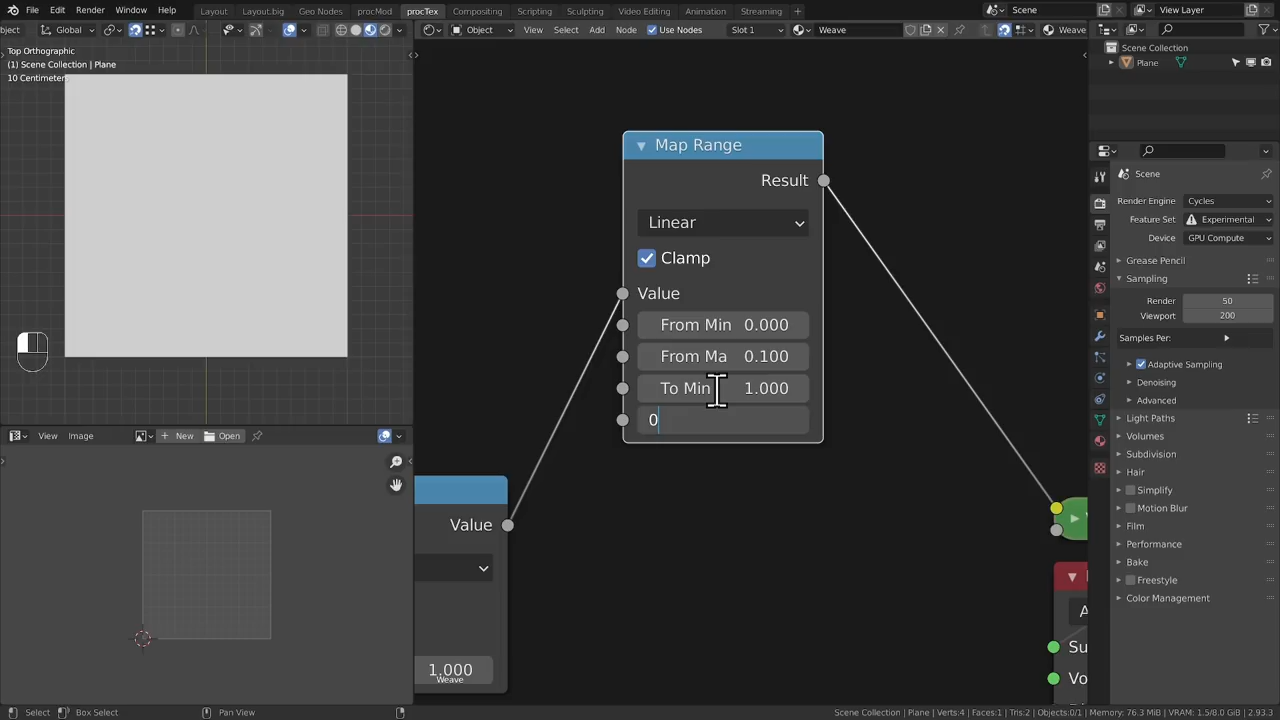 File Edit Render Window Help Layout Layout.big Geo Nodes procMod procTex Compositing Scripting Sculpting Video Editing Animation Streaming Scene View Layer
ject Global Object View Select Add Node Use Nodes Slot 1 Weave Weave
Top Orthographic
(1) Scene Collection | Plane
10 Centimeter
Scene Collection
Plane
Map Range
Result
Linear
Clamp
Value
From Min 0.000
From Ma 0.100
To Min 1.000
0
Value
1.000
Weave
A
Su
Vo
View Image New Open
Scene
Render Engine Cycles
Feature Set Experimental
Device GPU Compute
Grease Pencil
Sampling
Render 50
Viewport 200
Samples Per:
Adaptive Sampling
Denoising
Advanced
Light Paths
Volumes
Subdivision
Hair
Simplify
Motion Blur
Film
Performance
Bake
Freestyle
Color Management
Select Box Select Pan View Scene Collection | Plane | Verts:4 | Faces:1 | Tris:2 | Objects:0/1 | Memory: 76.3 MiB | VRAM: 1.5/8.0 GiB | 2.93.3